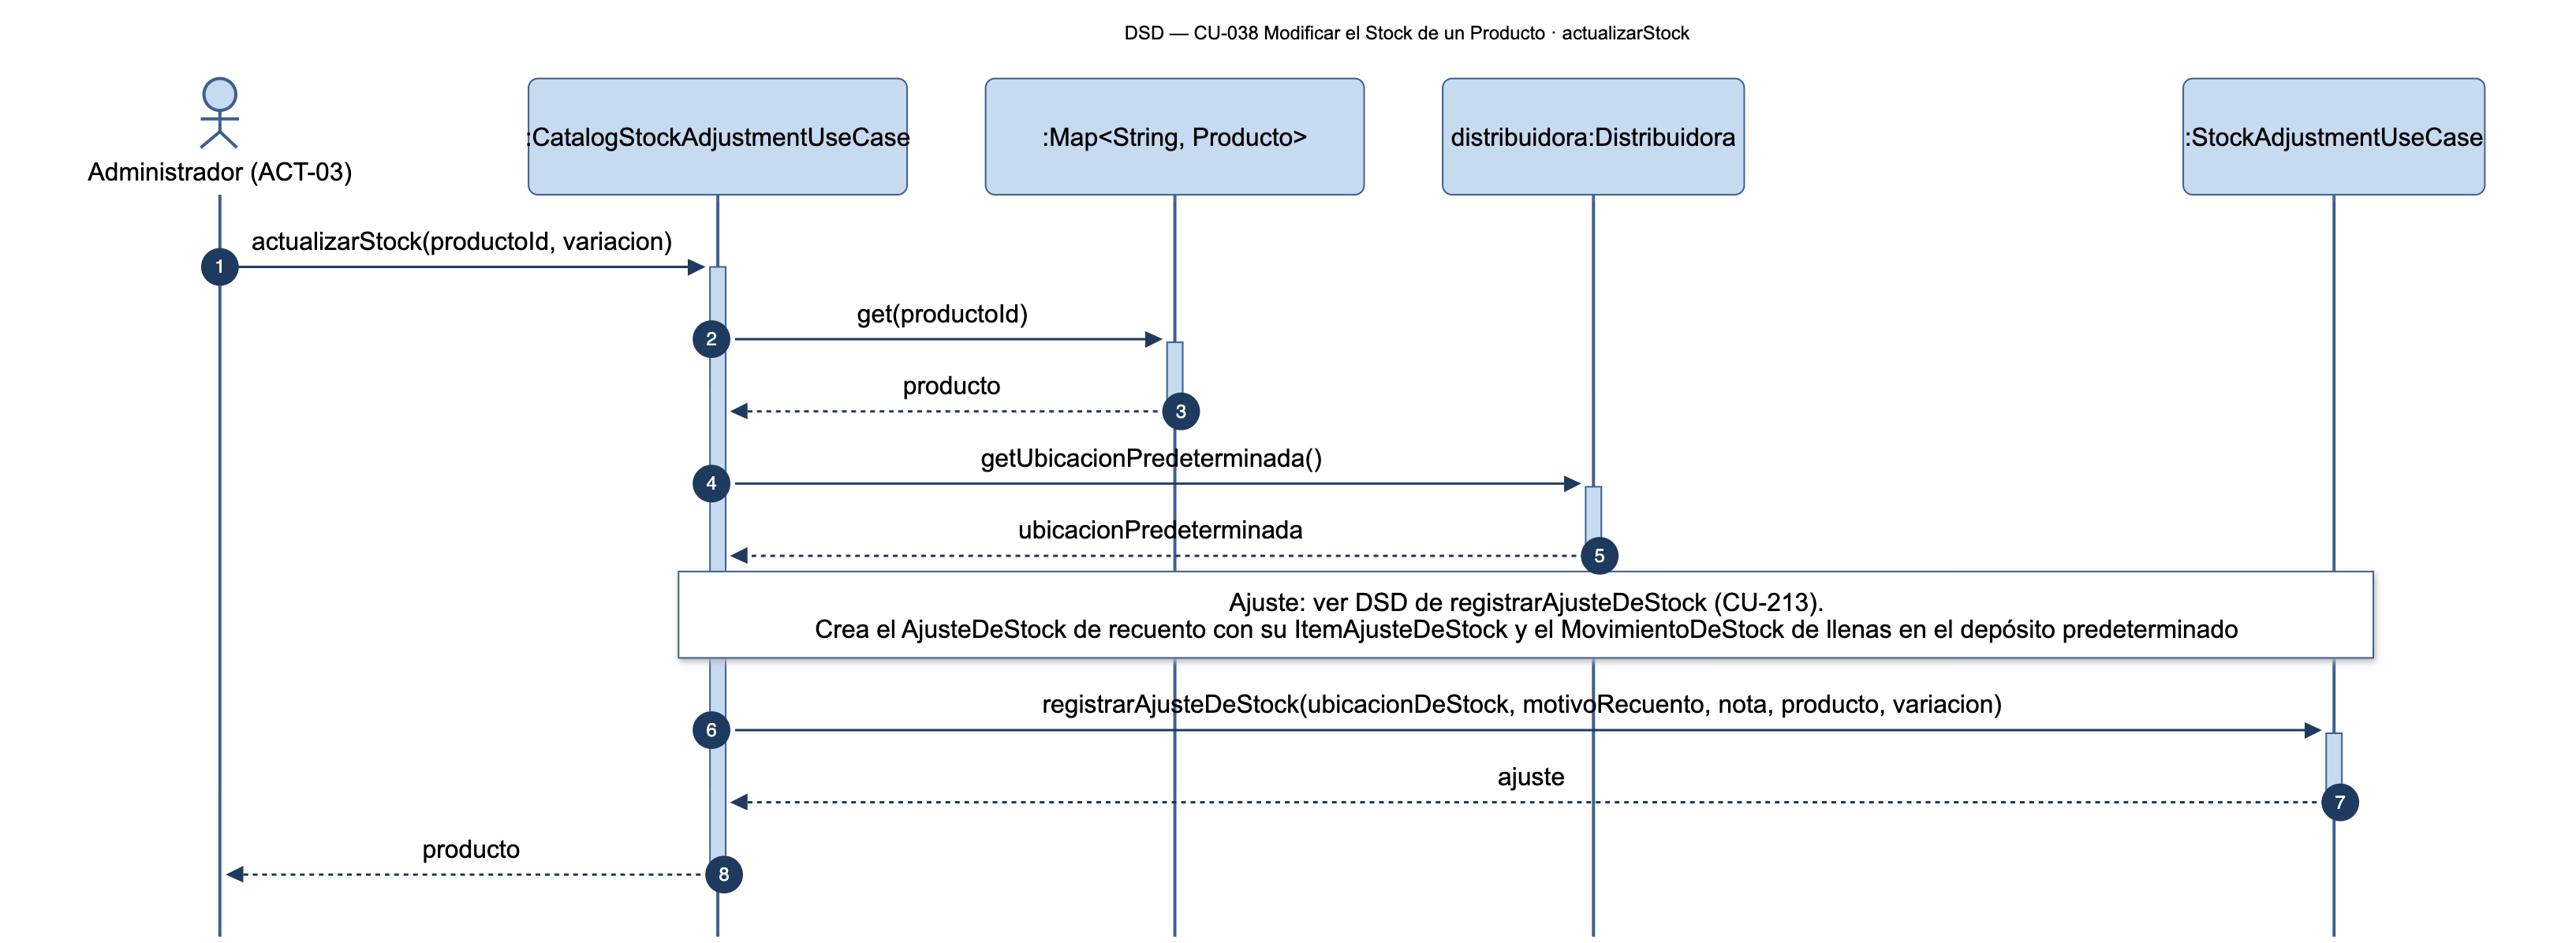 DSD — CU-038 Modificar el Stock de un Producto · actualizarStock
Administrador (ACT-03)
:CatalogStockAdjustmentUseCase
:Map<String, Producto>
distribuidora:Distribuidora
:StockAdjustmentUseCase
actualizarStock(productoId, variacion)
1
get(productoId)
2
producto
3
getUbicacionPredeterminada()
4
ubicacionPredeterminada
5
Ajuste: ver DSD de registrarAjusteDeStock (CU-213).
Crea el AjusteDeStock de recuento con su ItemAjusteDeStock y el MovimientoDeStock de llenas en el depósito predeterminado
registrarAjusteDeStock(ubicacionDeStock, motivoRecuento, nota, producto, variacion)
6
ajuste
7
producto
8